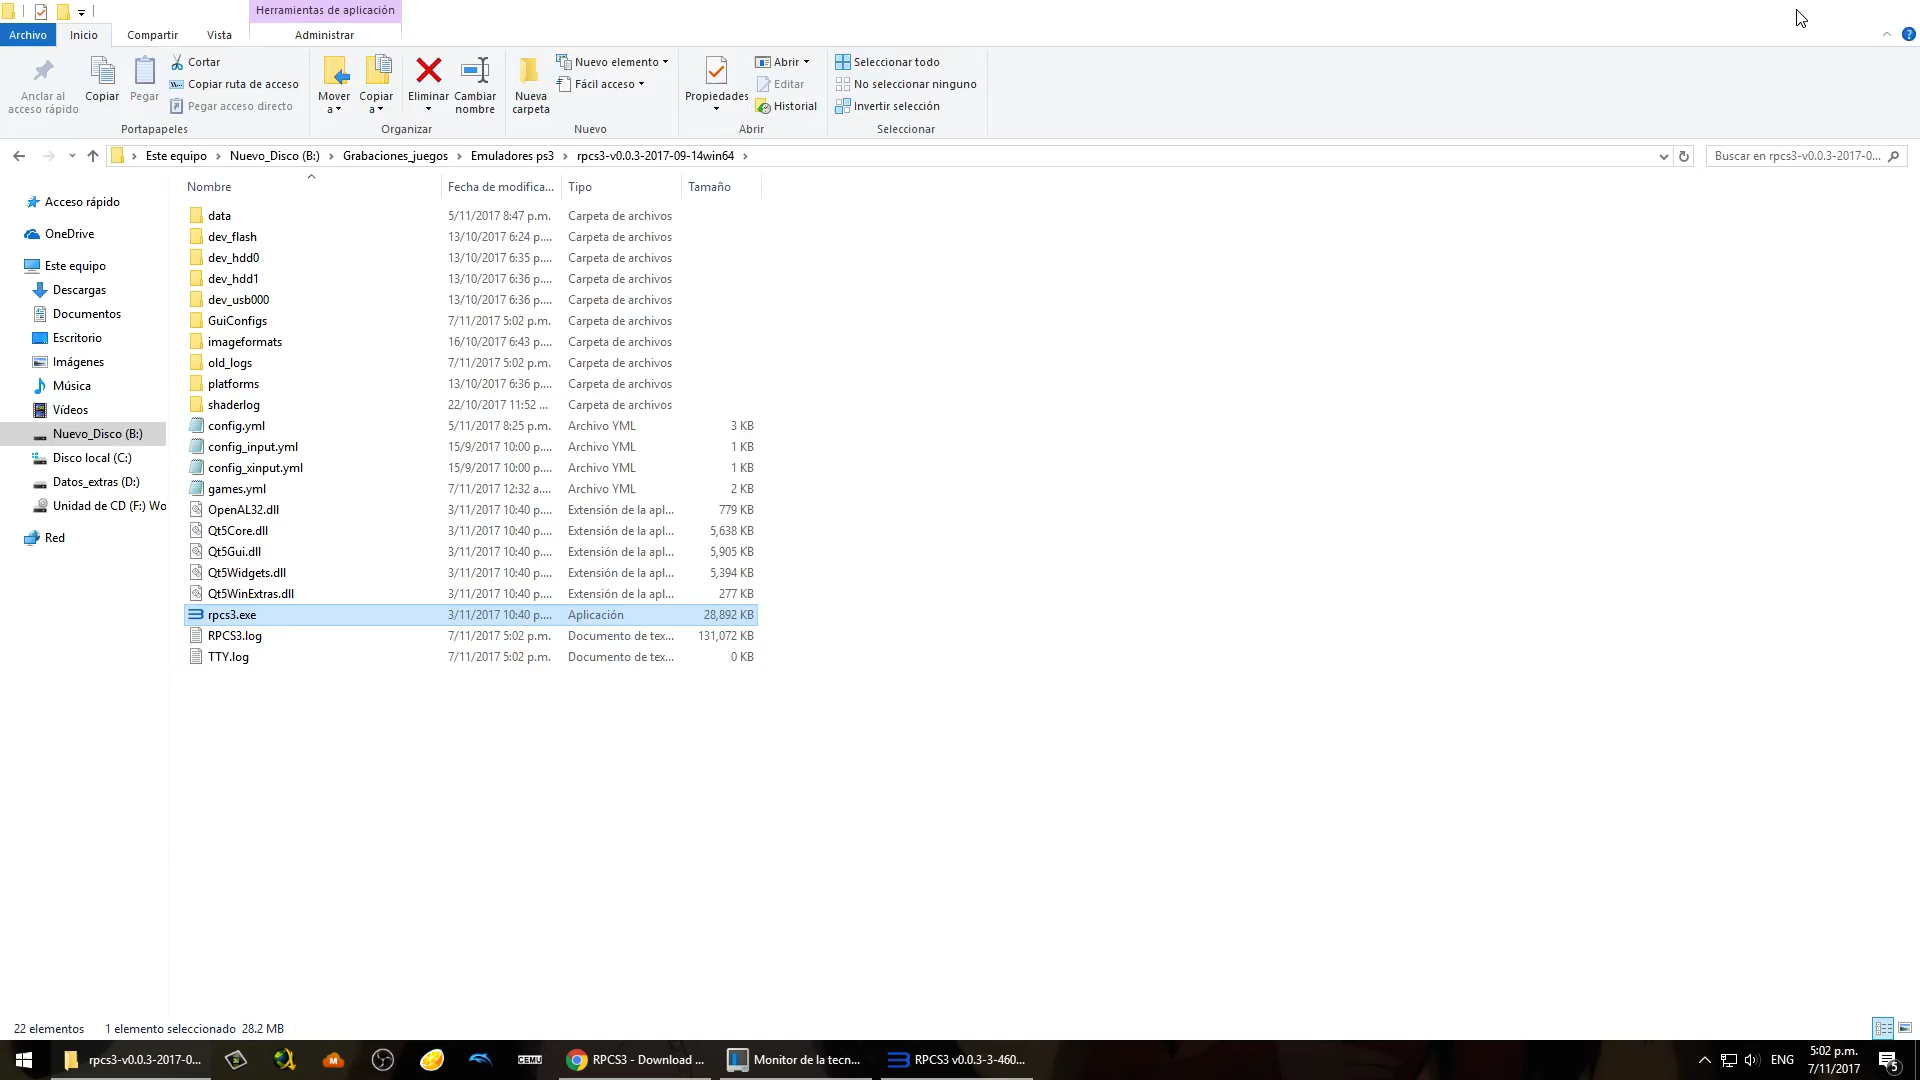 Herramientas de aplicación
Archivo Inicio Compartir Vista Administrar
Anclar al acceso rápido
Copiar
Pegar
Cortar
Copiar ruta de acceso
Pegar acceso directo
Portapapeles
Mover a
Copiar a
Eliminar
Cambiar nombre
Organizar
Nueva carpeta
Nuevo elemento
Fácil acceso
Nuevo
Propiedades
Abrir
Editar
Historial
Abrir
Seleccionar todo
No seleccionar ninguno
Invertir selección
Seleccionar
Este equipo > Nuevo_Disco (B:) > Grabaciones_juegos > Emuladores ps3 > rpcs3-v0.0.3-2017-09-14win64 >
Buscar en rpcs3-v0.0.3-2017-0...
Acceso rápido
OneDrive
Este equipo
Descargas
Documentos
Escritorio
Imágenes
Música
Vídeos
Nuevo_Disco (B:)
Disco local (C:)
Datos_extras (D:)
Unidad de CD (F:) Wo
Red
Nombre Fecha de modifica... Tipo Tamaño
data 5/11/2017 8:47 p.m. Carpeta de archivos
dev_flash 13/10/2017 6:24 p.... Carpeta de archivos
dev_hdd0 13/10/2017 6:35 p.... Carpeta de archivos
dev_hdd1 13/10/2017 6:36 p.... Carpeta de archivos
dev_usb000 13/10/2017 6:36 p.... Carpeta de archivos
GuiConfigs 7/11/2017 5:02 p.m. Carpeta de archivos
imageformats 16/10/2017 6:43 p.... Carpeta de archivos
old_logs 7/11/2017 5:02 p.m. Carpeta de archivos
platforms 13/10/2017 6:36 p.... Carpeta de archivos
shaderlog 22/10/2017 11:52 ... Carpeta de archivos
config.yml 5/11/2017 8:25 p.m. Archivo YML 3 KB
config_input.yml 15/9/2017 10:00 p.... Archivo YML 1 KB
config_xinput.yml 15/9/2017 10:00 p.... Archivo YML 1 KB
games.yml 7/11/2017 12:32 a.... Archivo YML 2 KB
OpenAL32.dll 3/11/2017 10:40 p.... Extensión de la apl... 779 KB
Qt5Core.dll 3/11/2017 10:40 p.... Extensión de la apl... 5,638 KB
Qt5Gui.dll 3/11/2017 10:40 p.... Extensión de la apl... 5,905 KB
Qt5Widgets.dll 3/11/2017 10:40 p.... Extensión de la apl... 5,394 KB
Qt5WinExtras.dll 3/11/2017 10:40 p.... Extensión de la apl... 277 KB
rpcs3.exe 3/11/2017 10:40 p.... Aplicación 28,892 KB
RPCS3.log 7/11/2017 5:02 p.m. Documento de tex... 131,072 KB
TTY.log 7/11/2017 5:02 p.m. Documento de tex... 0 KB
22 elementos 1 elemento seleccionado 28.2 MB
rpcs3-v0.0.3-2017-0... CEMU RPCS3 - Download ... Monitor de la tecn... RPCS3 v0.0.3-3-460... ENG 5:02 p.m.
7/11/2017 5